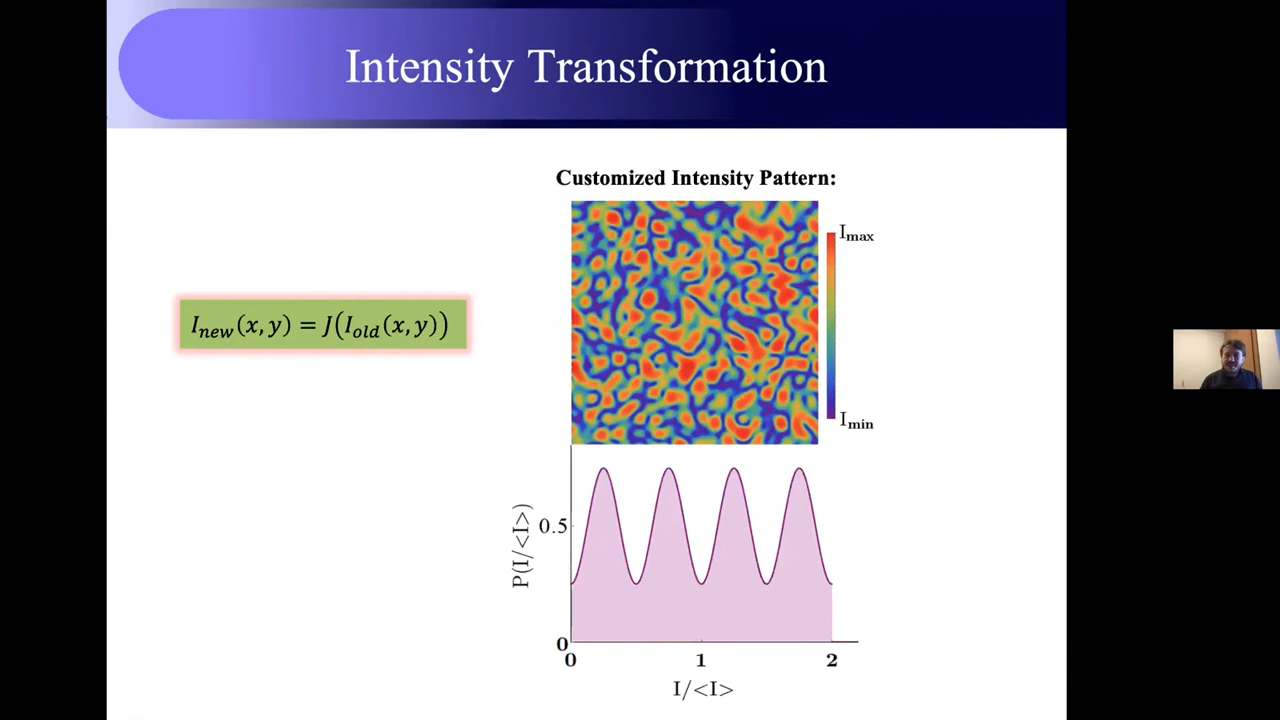 Intensity Transformation
Customized Intensity Pattern:
I_max
I_new(x, y) = J(I_old(x, y))
I_min
P(I/<I>)
0.5
0
0 1 2
I/<I>